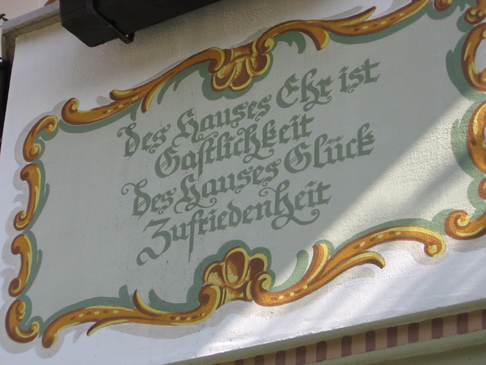 Des Hauses Ehr ist
Gastlichkeit
Des Hauses Glück
Zufriedenheit